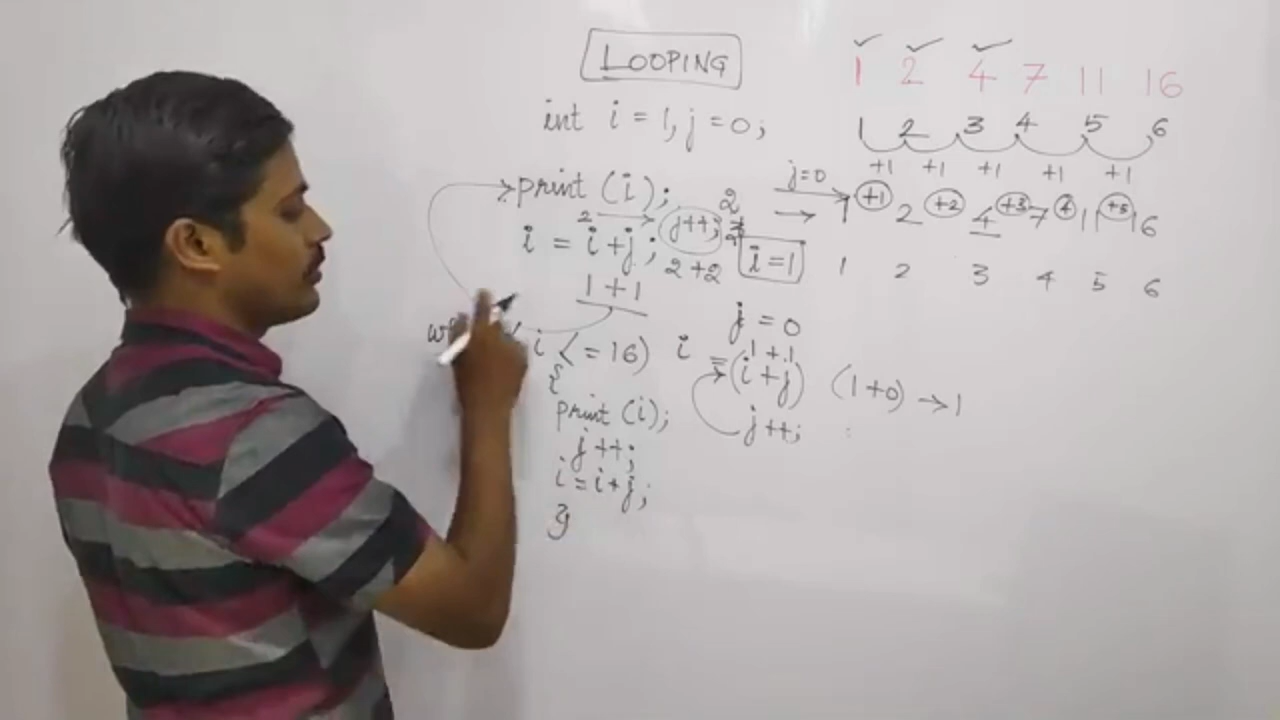 LOOPING
1 2 4 7 11 16
int i = 1, j = 0;
1 2 3 4 5 6
+1 +1 +1 +1 +1
j=0
print (i);
2
→ 1 +1 2 +2 4 +3 7 4 11 +5 16
2
i = i+j; j++;
2+2
i=1
1 2 3 4 5 6
1+1
j = 0
(i <= 16)
1+1
i = (i+j) (1+0) → 1
{
print (i);
j++;
j++;
i = i+j;
}